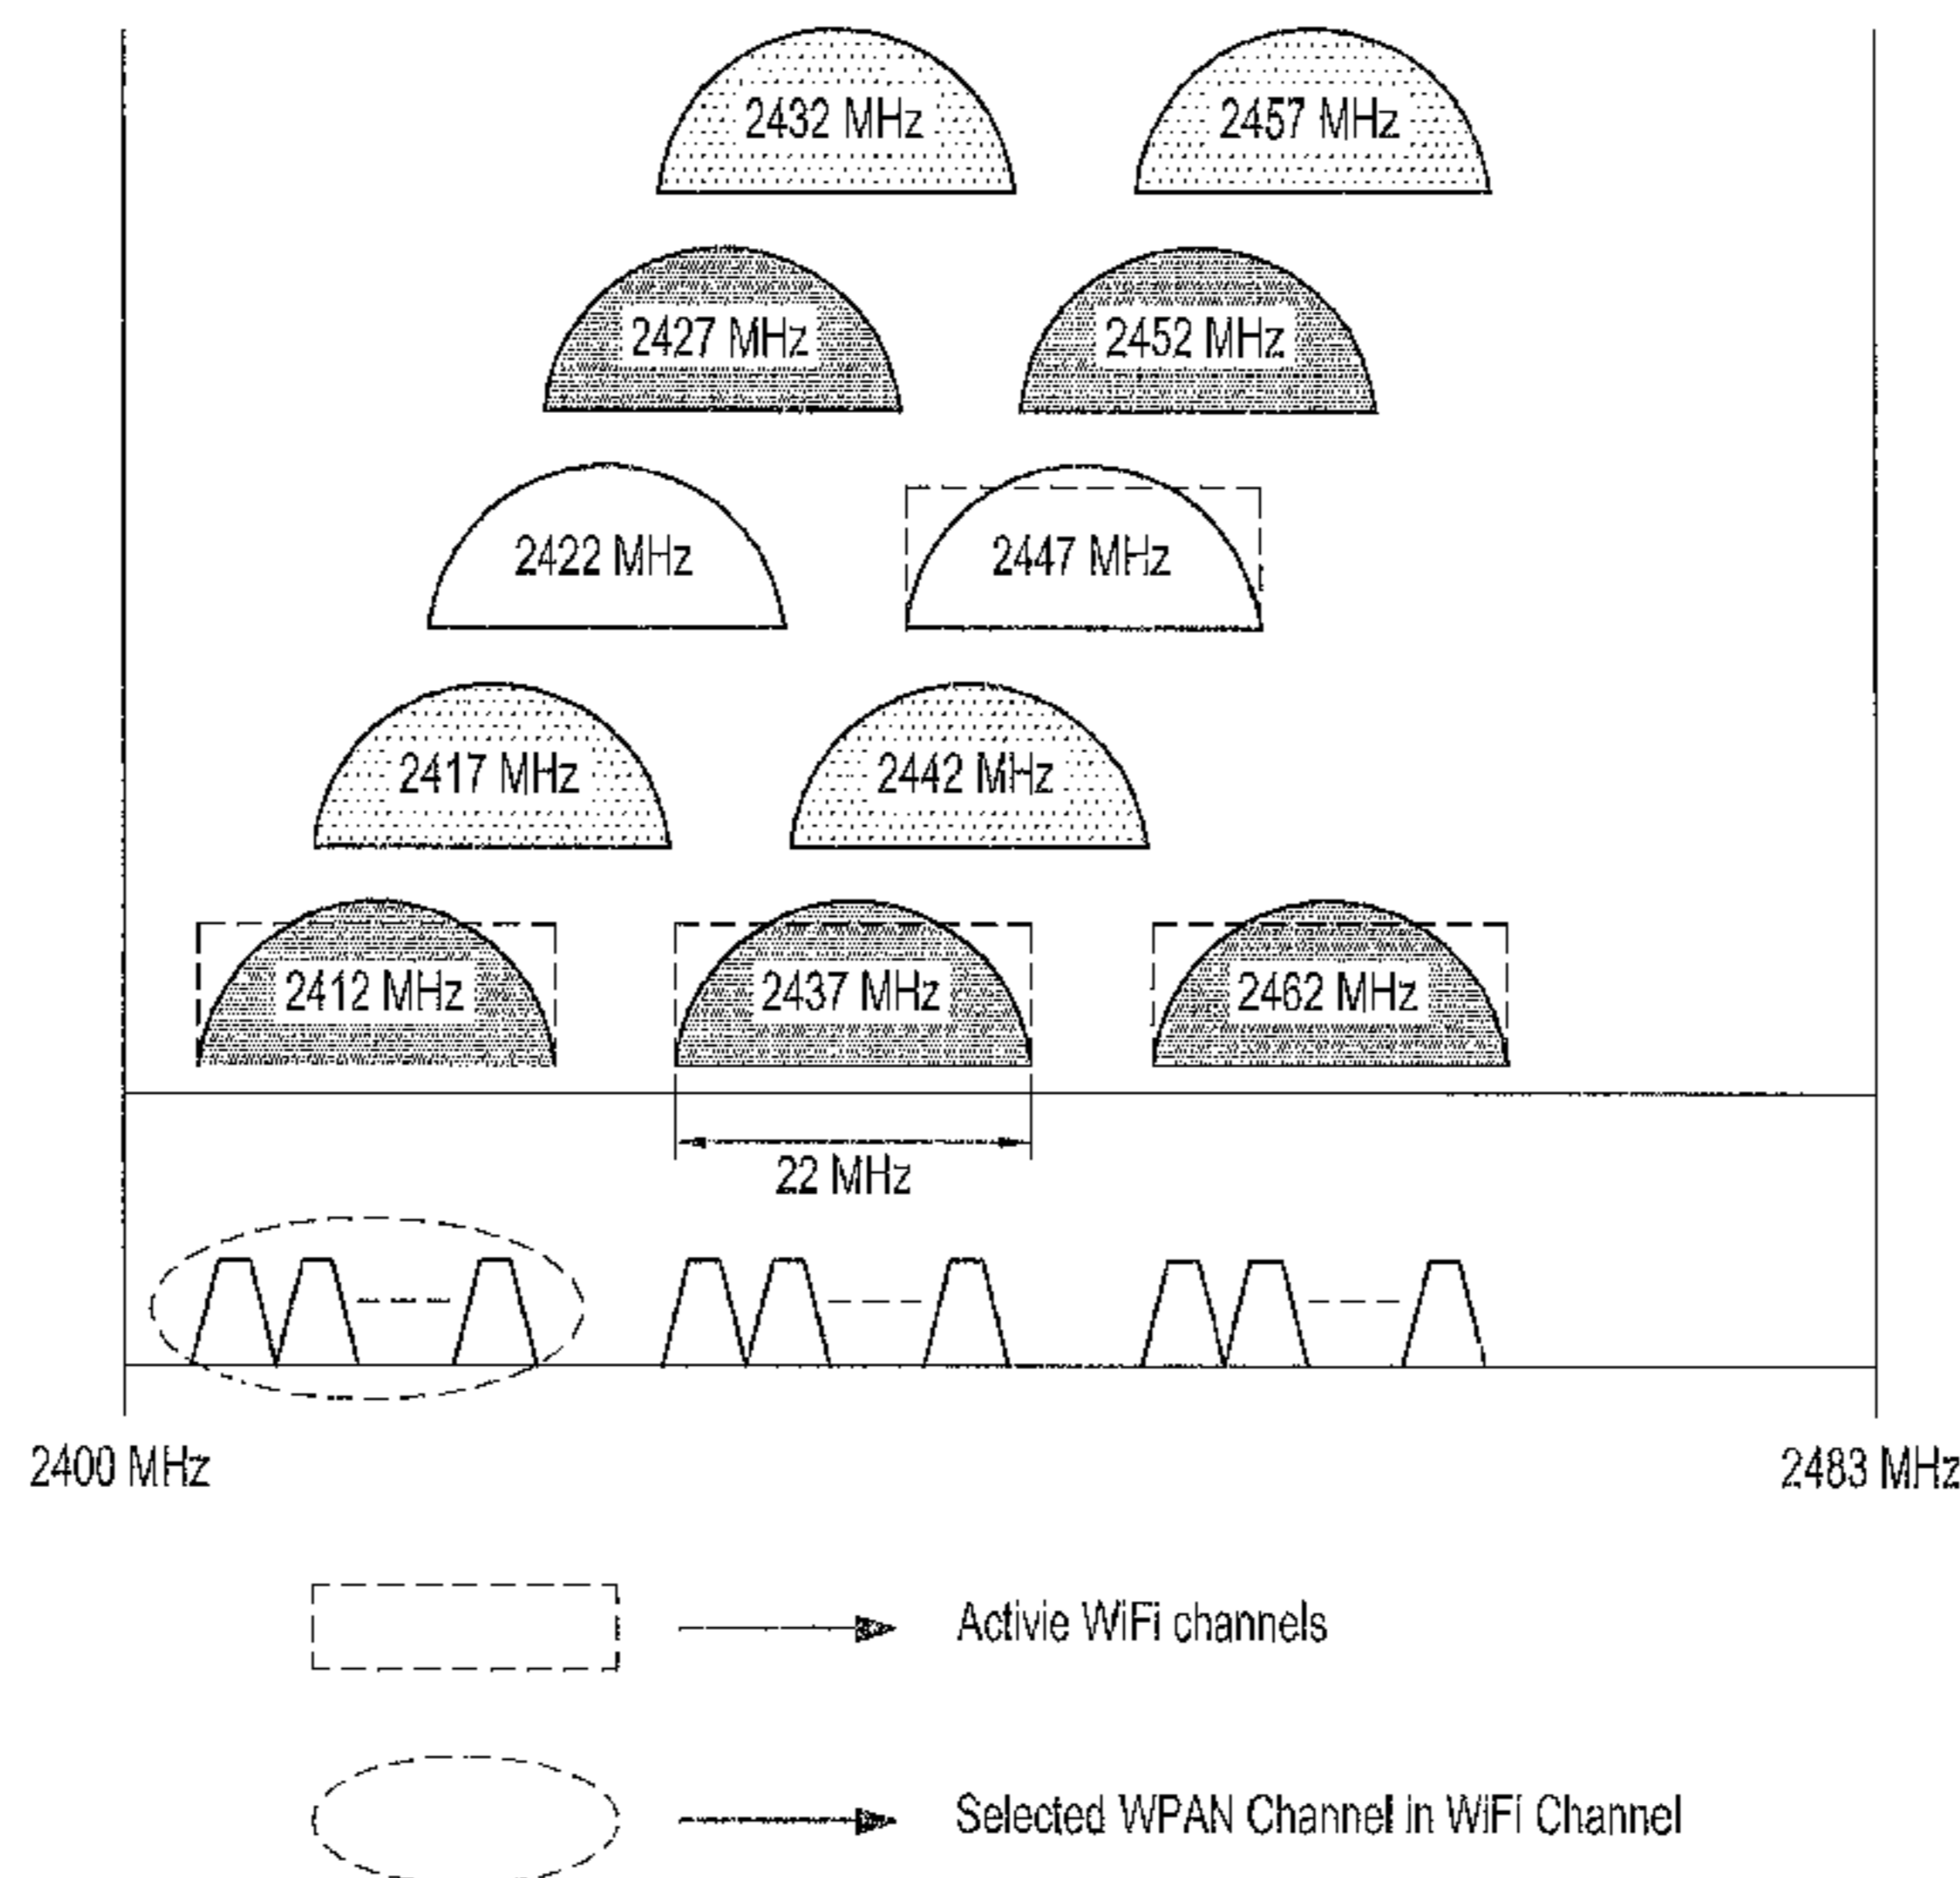 2432 MHz 2457 MHz
2427 MHz 2452 MHz
2422 MHz 2447 MHz
2417 MHz 2442 MHz
2412 MHz 2437 MHz 2462 MHz
22 MHz
2400 MHz 2483 MHz
Activie WiFi channels
Selected WPAN Channel in WiFi Channel